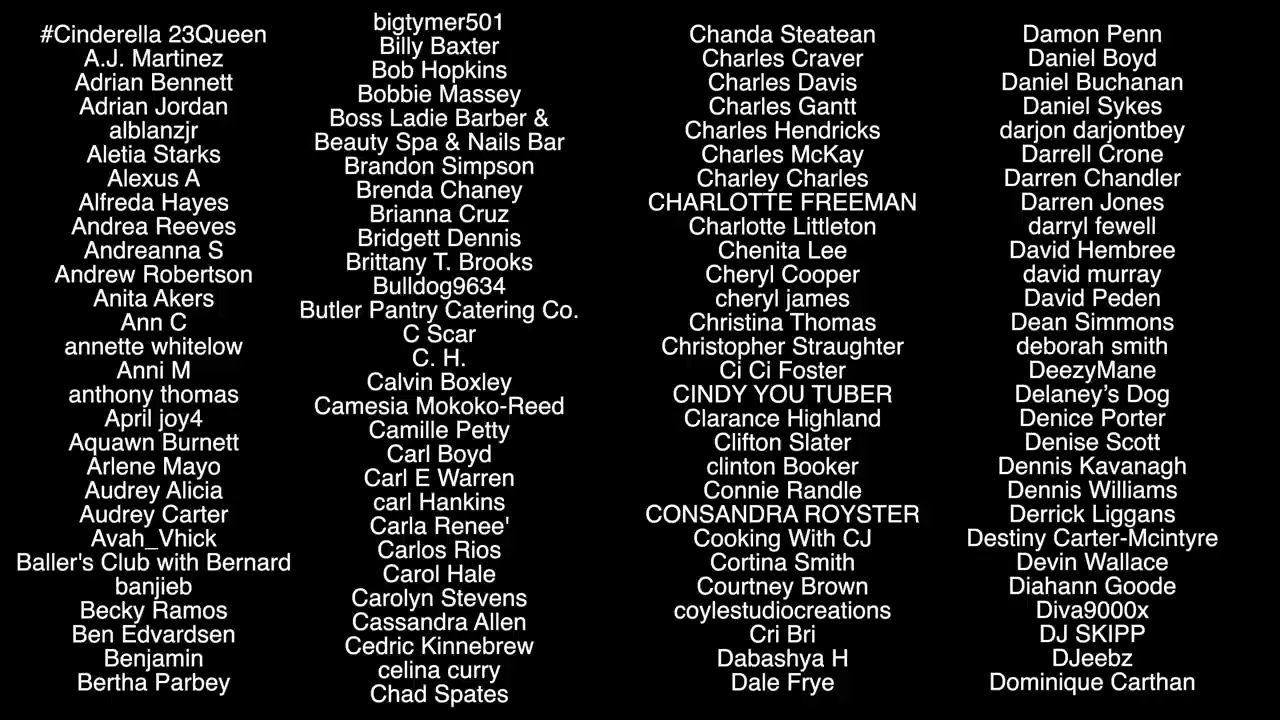 #Cinderella 23Queen
A.J. Martinez
Adrian Bennett
Adrian Jordan
alblanzjr
Aletia Starks
Alexus A
Alfreda Hayes
Andrea Reeves
Andreanna S
Andrew Robertson
Anita Akers
Ann C
annette whitelow
Anni M
anthony thomas
April joy4
Aquawn Burnett
Arlene Mayo
Audrey Alicia
Audrey Carter
Avah_Vhick
Baller's Club with Bernard
banjieb
Becky Ramos
Ben Edvardsen
Benjamin
Bertha Parbey
bigtymer501
Billy Baxter
Bob Hopkins
Bobbie Massey
Boss Ladie Barber &
Beauty Spa & Nails Bar
Brandon Simpson
Brenda Chaney
Brianna Cruz
Bridgett Dennis
Brittany T. Brooks
Bulldog9634
Butler Pantry Catering Co.
C Scar
C. H.
Calvin Boxley
Camesia Mokoko-Reed
Camille Petty
Carl Boyd
Carl E Warren
carl Hankins
Carla Renee'
Carlos Rios
Carol Hale
Carolyn Stevens
Cassandra Allen
Cedric Kinnebrew
celina curry
Chad Spates
Chanda Steatean
Charles Craver
Charles Davis
Charles Gantt
Charles Hendricks
Charles McKay
Charley Charles
CHARLOTTE FREEMAN
Charlotte Littleton
Chenita Lee
Cheryl Cooper
cheryl james
Christina Thomas
Christopher Straughter
Ci Ci Foster
CINDY YOU TUBER
Clarance Highland
Clifton Slater
clinton Booker
Connie Randle
CONSANDRA ROYSTER
Cooking With CJ
Cortina Smith
Courtney Brown
coylestudiocreations
Cri Bri
Dabashya H
Dale Frye
Damon Penn
Daniel Boyd
Daniel Buchanan
Daniel Sykes
darjon darjontbey
Darrell Crone
Darren Chandler
Darren Jones
darryl fewell
David Hembree
david murray
David Peden
Dean Simmons
deborah smith
DeezyMane
Delaney’s Dog
Denice Porter
Denise Scott
Dennis Kavanagh
Dennis Williams
Derrick Liggans
Destiny Carter-Mcintyre
Devin Wallace
Diahann Goode
Diva9000x
DJ SKIPP
DJeebz
Dominique Carthan